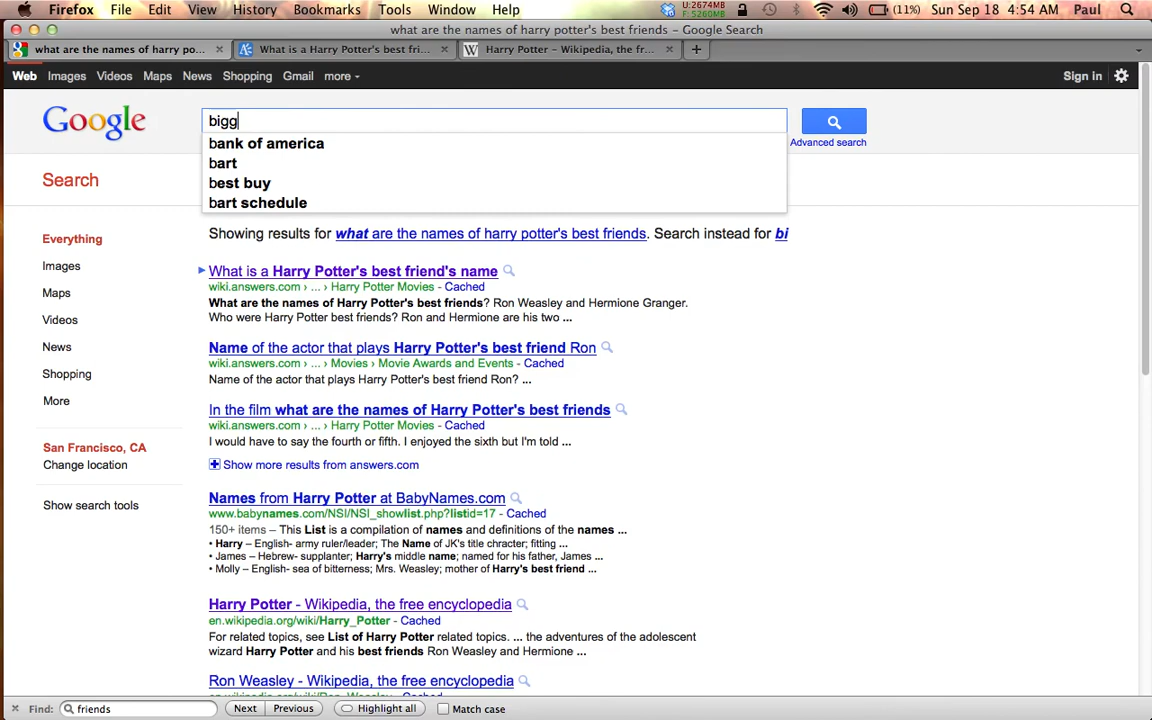 Firefox File Edit View History Bookmarks Tools Window Help U:2674MB F:5260MB (11%) Sun Sep 18 4:54 AM Paul
what are the names of harry potter's best friends - Google Search
what are the names of harry po... What is a Harry Potter's best fri... Harry Potter – Wikipedia, the fr...
Web Images Videos Maps News Shopping Gmail more Sign in
Google
bigg
Advanced search
bank of america
bart
best buy
bart schedule
Search
Showing results for what are the names of harry potter's best friends. Search instead for bi
Everything
Images
Maps
Videos
News
Shopping
More
San Francisco, CA
Change location
Show search tools
What is a Harry Potter's best friend's name
wiki.answers.com › ... › Harry Potter Movies - Cached
What are the names of Harry Potter's best friends? Ron Weasley and Hermione Granger.
Who were Harry Potter best friends? Ron and Hermione are his two ...
Name of the actor that plays Harry Potter's best friend Ron
wiki.answers.com › ... › Movies › Movie Awards and Events - Cached
Name of the actor that plays Harry Potter's best friend Ron? ...
In the film what are the names of Harry Potter's best friends
wiki.answers.com › ... › Harry Potter Movies - Cached
I would have to say the fourth or fifth. I enjoyed the sixth but I'm told ...
Show more results from answers.com
Names from Harry Potter at BabyNames.com
www.babynames.com/NSI/NSI_showlist.php?listid=17 - Cached
150+ items – This List is a compilation of names and definitions of the names ...
• Harry – English- army ruler/leader; The Name of JK's title chracter; fitting ...
• James – Hebrew- supplanter; Harry's middle name; named for his father, James ...
• Molly – English- sea of bitterness; Mrs. Weasley; mother of Harry's best friend ...
Harry Potter - Wikipedia, the free encyclopedia
en.wikipedia.org/wiki/Harry_Potter - Cached
For related topics, see List of Harry Potter related topics. ... the adventures of the adolescent
wizard Harry Potter and his best friends Ron Weasley and Hermione ...
Ron Weasley - Wikipedia, the free encyclopedia
en.wikipedia.org/wiki/Ron_Weasley - Cached
Find: friends Next Previous Highlight all Match case